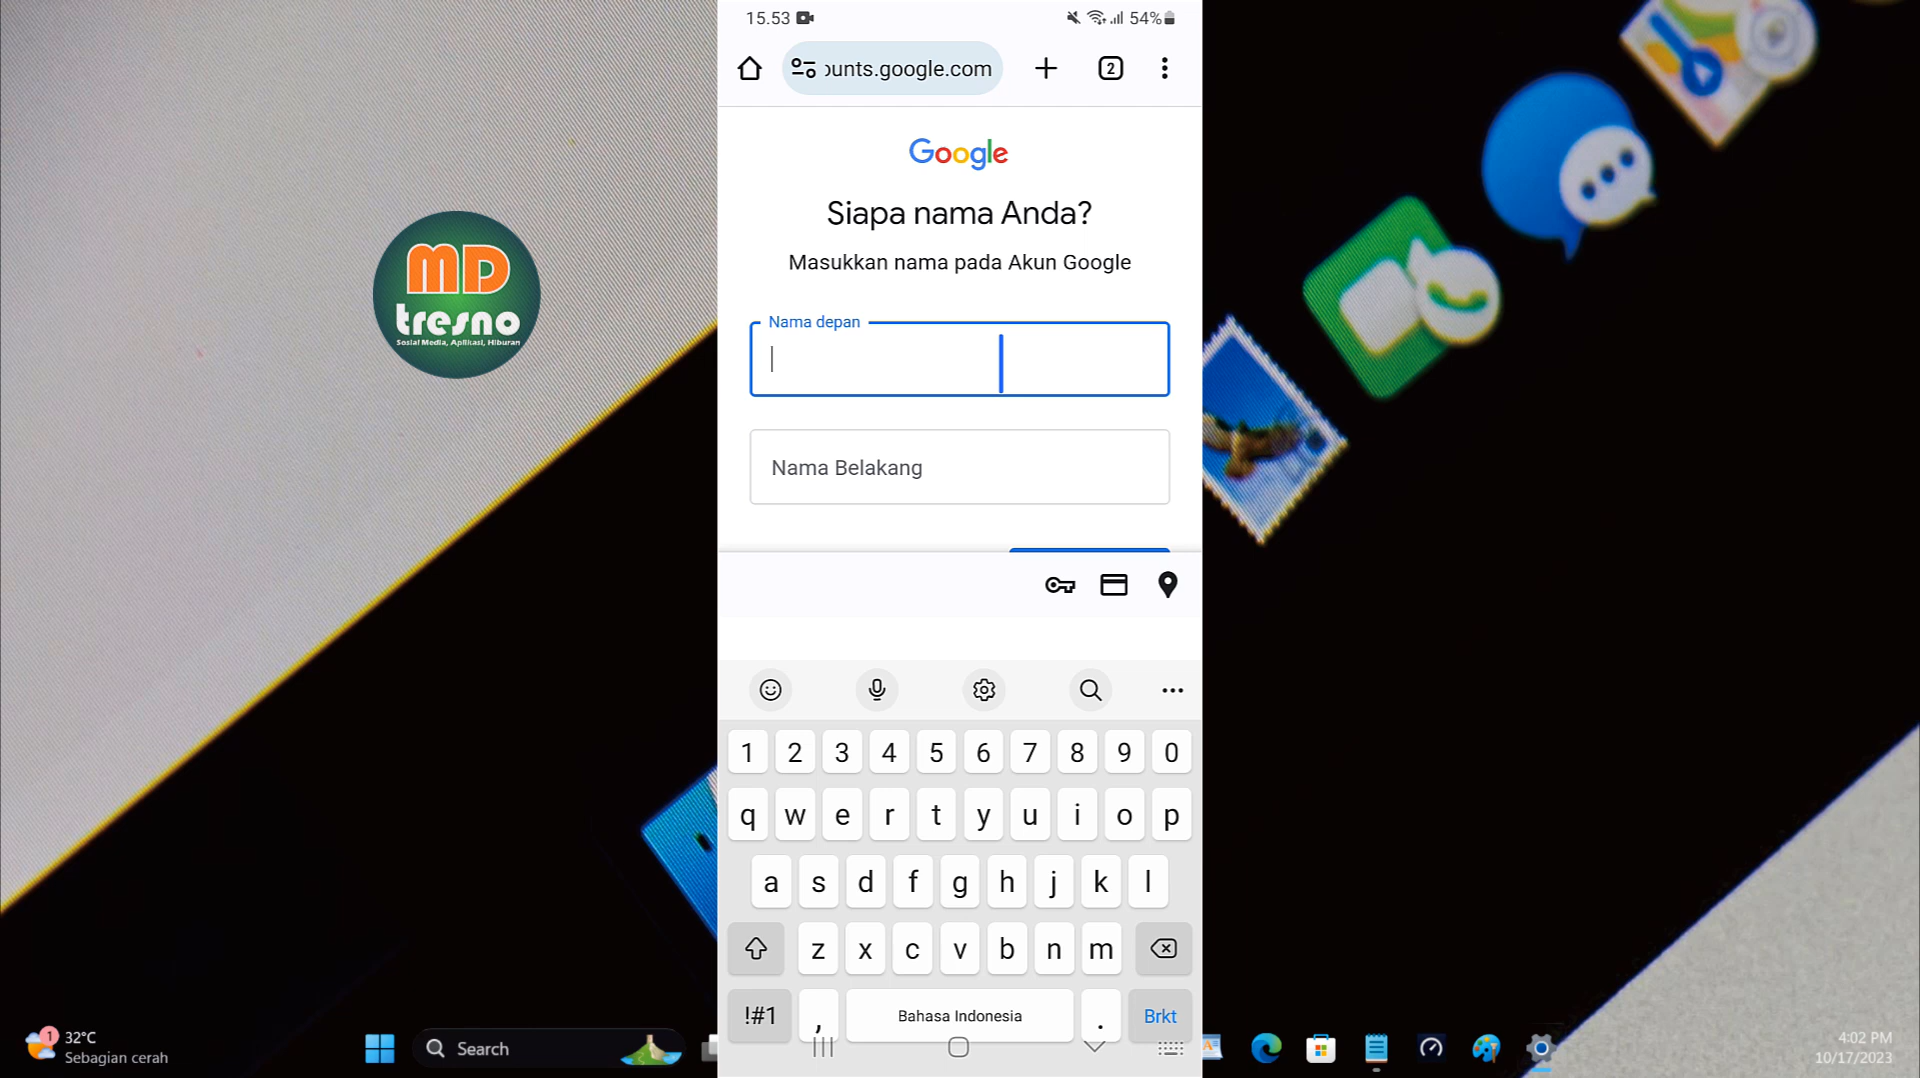 15.53
54%
ounts.google.com
2
Google
Siapa nama Anda?
Masukkan nama pada Akun Google
Nama depan
Nama Belakang
MD
tresno
Sosial Media, Aplikasi, Hiburan
1 2 3 4 5 6 7 8 9 0
q w e r t y u i o p
a s d f g h j k l
z x c v b n m
!#1 , Bahasa Indonesia . Brkt
1
32°C
Sebagian cerah
Search
4:02 PM
10/17/2023